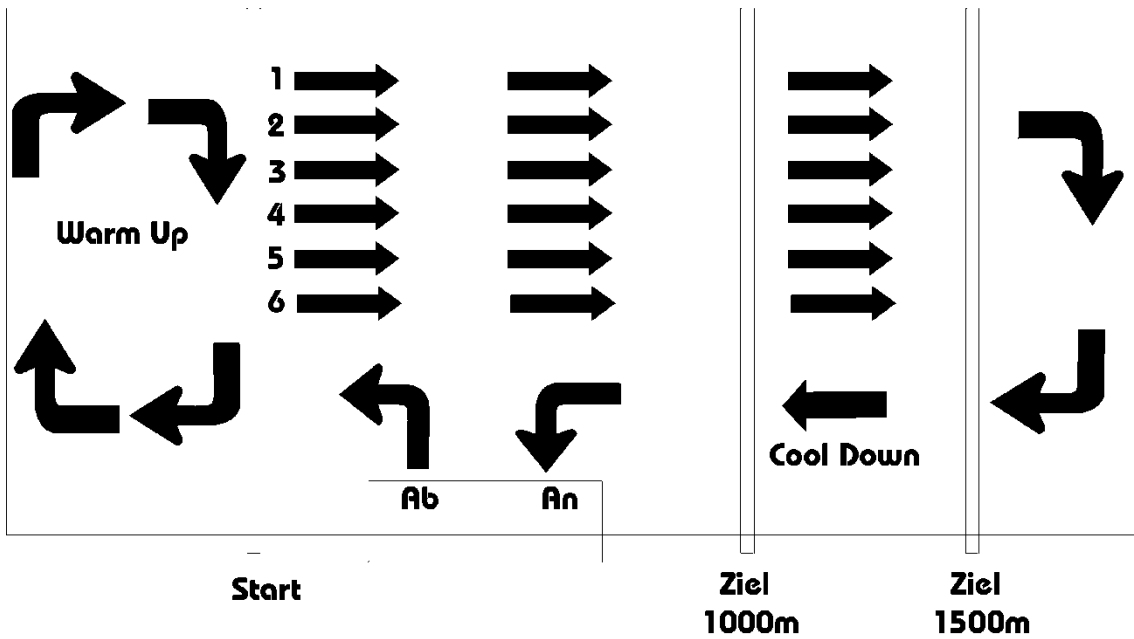 1
2
3
4
5
6
Warm Up
Cool Down
Ab
An
Start
Ziel
1000m
Ziel
1500m